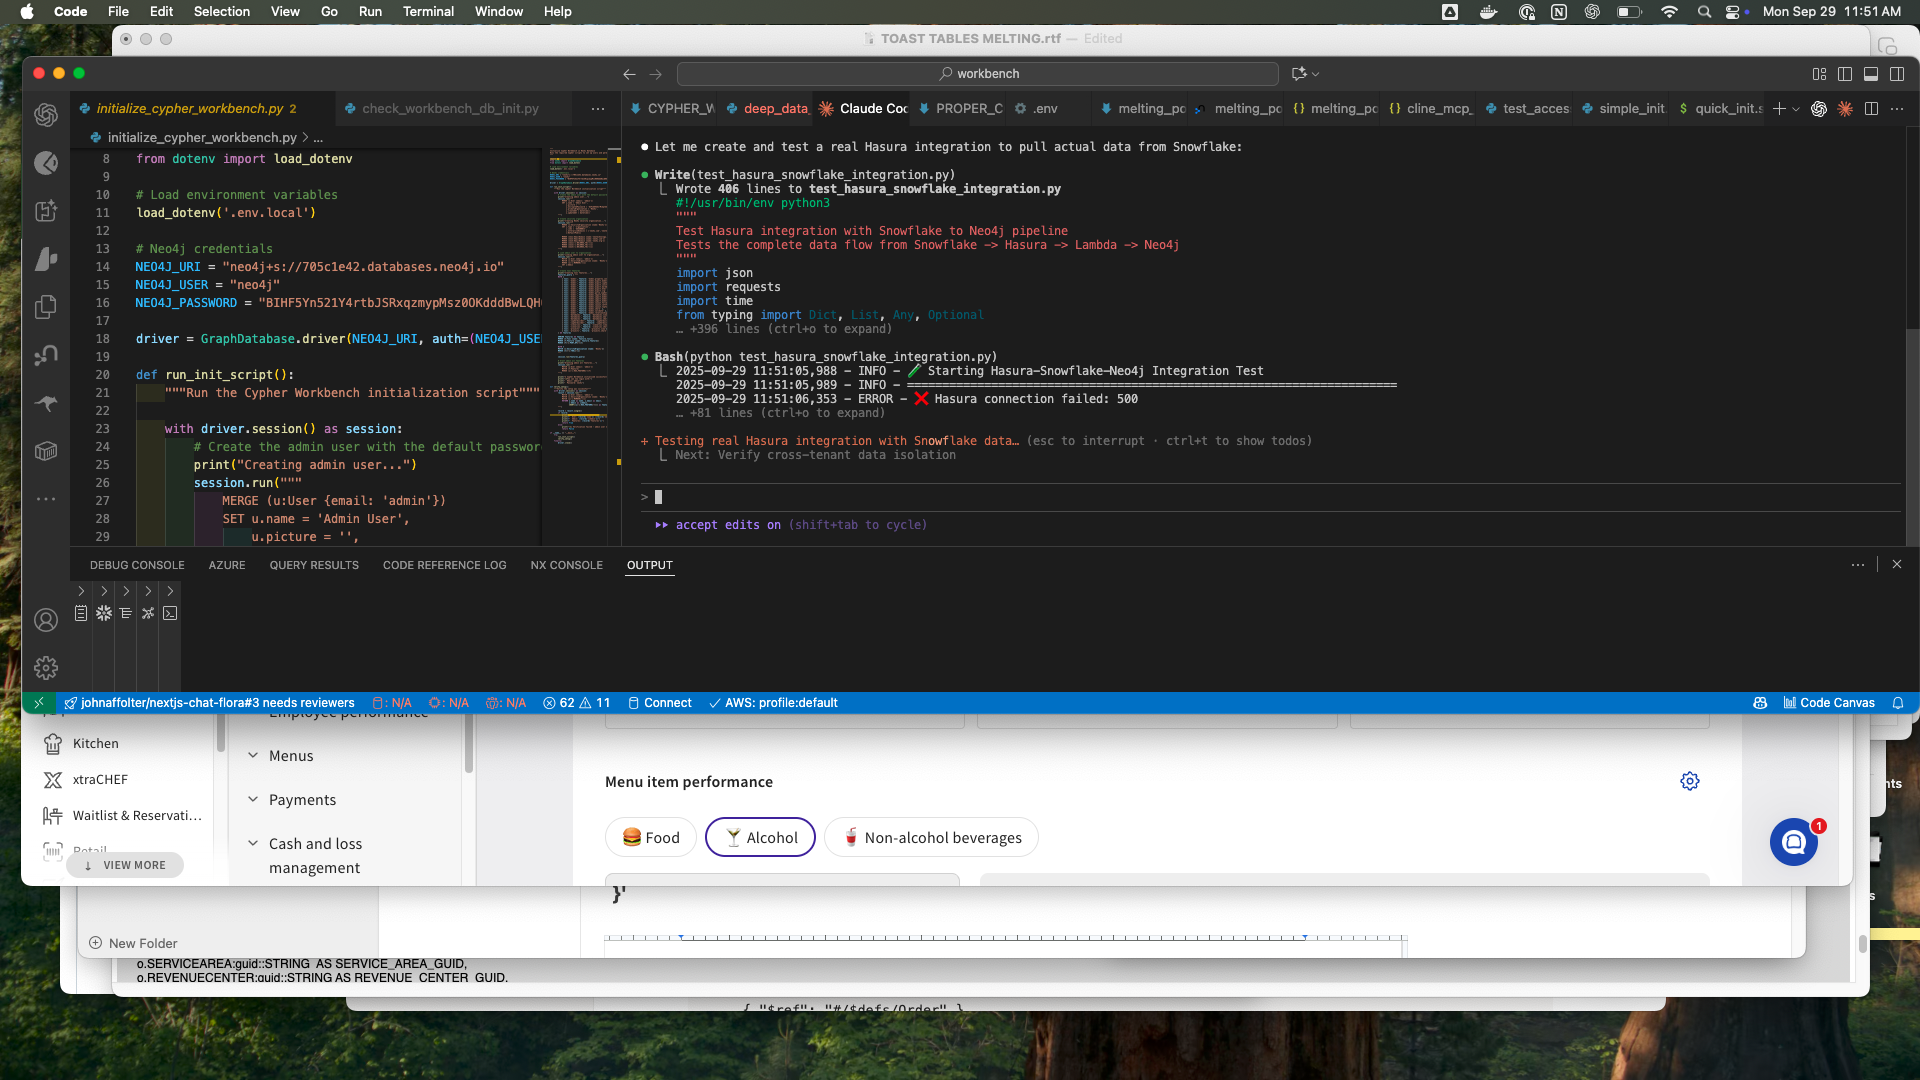 Code File Edit Selection View Go Run Terminal Window Help
Mon Sep 29 11:51 AM
TOAST TABLES MELTING.rtf — Edited
workbench
initialize_cypher_workbench.py 2
check_workbench_db_init.py
CYPHER_W
deep_data_
Claude Coc
PROPER_C
.env
melting_po
melting_po
melting_po
cline_mcp_
test_acces
simple_init.
quick_init.s
initialize_cypher_workbench.py > ...
8 from dotenv import load_dotenv
9
10 # Load environment variables
11 load_dotenv('.env.local')
12
13 # Neo4j credentials
14 NEO4J_URI = "neo4j+s://705c1e42.databases.neo4j.io"
15 NEO4J_USER = "neo4j"
16 NEO4J_PASSWORD = "BIHF5Yn521Y4rtbJSRxqzmypMsz0OKdddBwLQH
17
18 driver = GraphDatabase.driver(NEO4J_URI, auth=(NEO4J_USE
19
20 def run_init_script():
21 """Run the Cypher Workbench initialization script"""
22
23 with driver.session() as session:
24 # Create the admin user with the default passwor
25 print("Creating admin user...")
26 session.run("""
27 MERGE (u:User {email: 'admin'})
28 SET u.name = 'Admin User',
29 u.picture = '',
Let me create and test a real Hasura integration to pull actual data from Snowflake:
Write(test_hasura_snowflake_integration.py)
Wrote 406 lines to test_hasura_snowflake_integration.py
#!/usr/bin/env python3
"""
Test Hasura integration with Snowflake to Neo4j pipeline
Tests the complete data flow from Snowflake -> Hasura -> Lambda -> Neo4j
"""
import json
import requests
import time
from typing import Dict, List, Any, Optional
… +396 lines (ctrl+o to expand)
Bash(python test_hasura_snowflake_integration.py)
2025-09-29 11:51:05,988 - INFO - 🧪 Starting Hasura-Snowflake-Neo4j Integration Test
2025-09-29 11:51:05,989 - INFO - ======================================================================
2025-09-29 11:51:06,353 - ERROR - ❌ Hasura connection failed: 500
… +81 lines (ctrl+o to expand)
+ Testing real Hasura integration with Snowflake data… (esc to interrupt · ctrl+t to show todos)
Next: Verify cross-tenant data isolation
>
accept edits on (shift+tab to cycle)
DEBUG CONSOLE AZURE QUERY RESULTS CODE REFERENCE LOG NX CONSOLE OUTPUT
johnaffolter/nextjs-chat-flora#3 needs reviewers : N/A : N/A : N/A 62 11 Connect AWS: profile:default
Code Canvas
Employee performance
Kitchen
xtraCHEF
Waitlist & Reservati...
Retail
VIEW MORE
Menus
Payments
Cash and loss
management
Menu item performance
Food
Alcohol
Non-alcohol beverages
1
nts
s
}'
New Folder
o.SERVICEAREA:guid::STRING AS SERVICE_AREA_GUID,
o.REVENUECENTER:guid::STRING AS REVENUE_CENTER_GUID.
{ "$ref": "#/$defs/Order" }